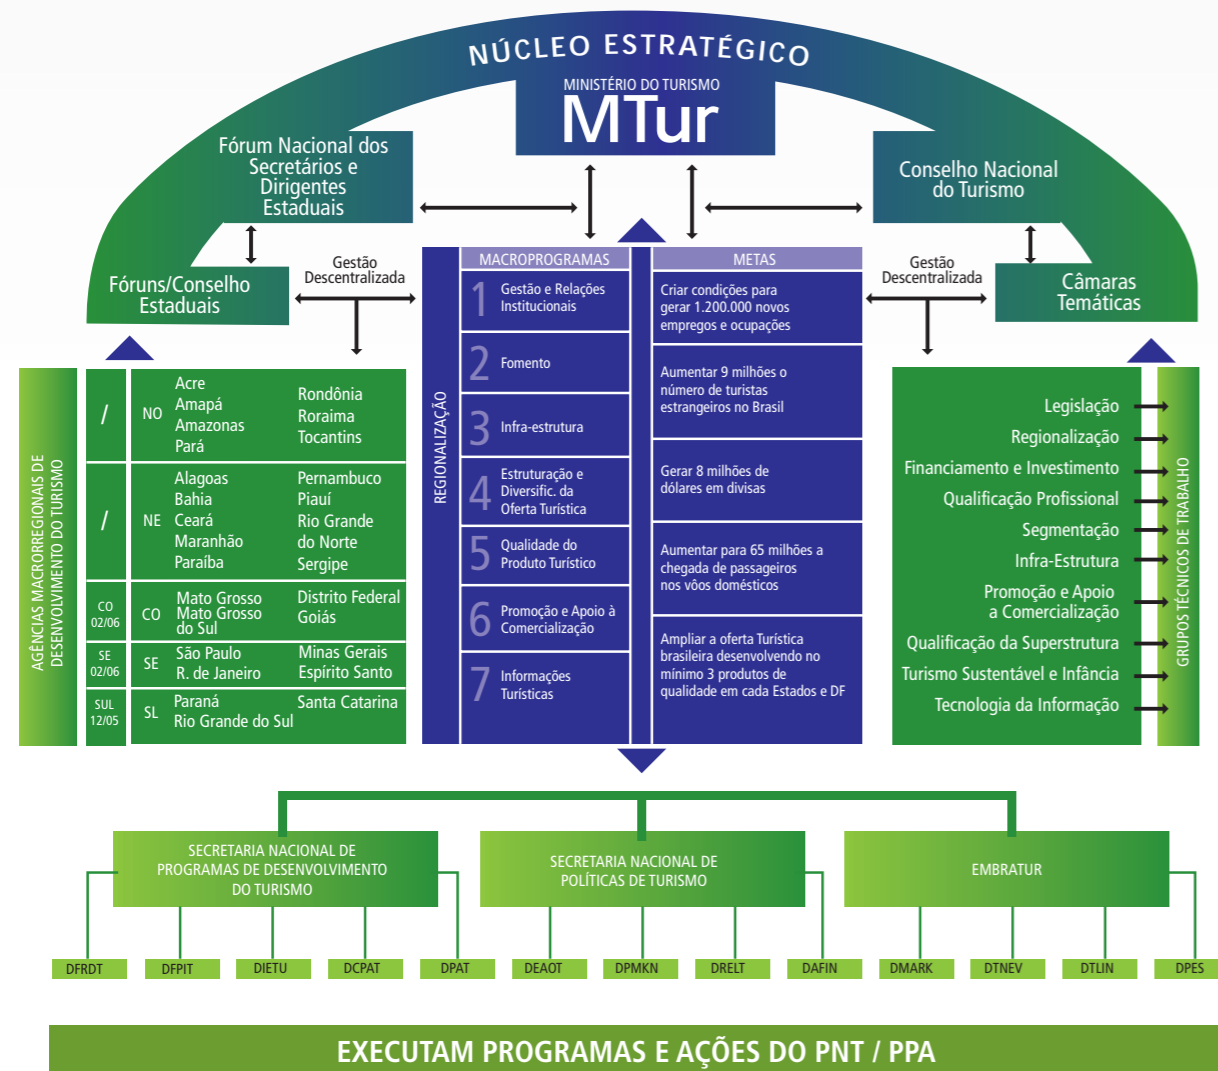 NÚCLEO ESTRATÉGICO
MINISTÉRIO DO TURISMO
MTur
Fórum Nacional dos
Secretários e
Dirigentes
Estaduais
Conselho Nacional
do Turismo
Fóruns/Conselho
Estaduais
Gestão
Descentralizada
Gestão
Descentralizada
Câmaras
Temáticas
AGÊNCIAS MACRORREGIONAIS DE
DESENVOLVIMENTO DO TURISMO
/
NO
Acre
Amapá
Amazonas
Pará
Rondônia
Roraima
Tocantins
/
NE
Alagoas
Bahia
Ceará
Maranhão
Paraíba
Pernambuco
Piauí
Rio Grande
do Norte
Sergipe
CO
02/06
CO
Mato Grosso
Mato Grosso
do Sul
Distrito Federal
Goiás
SE
02/06
SE
São Paulo
R. de Janeiro
Minas Gerais
Espírito Santo
SUL
12/05
SL
Paraná
Rio Grande do Sul
Santa Catarina
REGIONALIZAÇÃO
MACROPROGRAMAS
1
Gestão e Relações
Institucionais
2
Fomento
3
Infra-estrutura
4
Estruturação e
Diversific. da
Oferta Turística
5
Qualidade do
Produto Turístico
6
Promoção e Apoio à
Comercialização
7
Informações
Turísticas
METAS
Criar condições para
gerar 1.200.000 novos
empregos e ocupações
Aumentar 9 milhões o
número de turistas
estrangeiros no Brasil
Gerar 8 milhões de
dólares em divisas
Aumentar para 65 milhões a
chegada de passageiros
nos vôos domésticos
Ampliar a oferta Turística
brasileira desenvolvendo no
mínimo 3 produtos de
qualidade em cada Estados e DF
Legislação
Regionalização
Financiamento e Investimento
Qualificação Profissional
Segmentação
Infra-Estrutura
Promoção e Apoio
a Comercialização
Qualificação da Superstrutura
Turismo Sustentável e Infância
Tecnologia da Informação
GRUPOS TÉCNICOS DE TRABALHO
SECRETARIA NACIONAL DE
PROGRAMAS DE DESENVOLVIMENTO
DO TURISMO
SECRETARIA NACIONAL DE
POLÍTICAS DE TURISMO
EMBRATUR
DFRDT
DFPIT
DIETU
DCPAT
DPAT
DEAOT
DPMKN
DRELT
DAFIN
DMARK
DTNEV
DTLIN
DPES
EXECUTAM PROGRAMAS E AÇÕES DO PNT / PPA